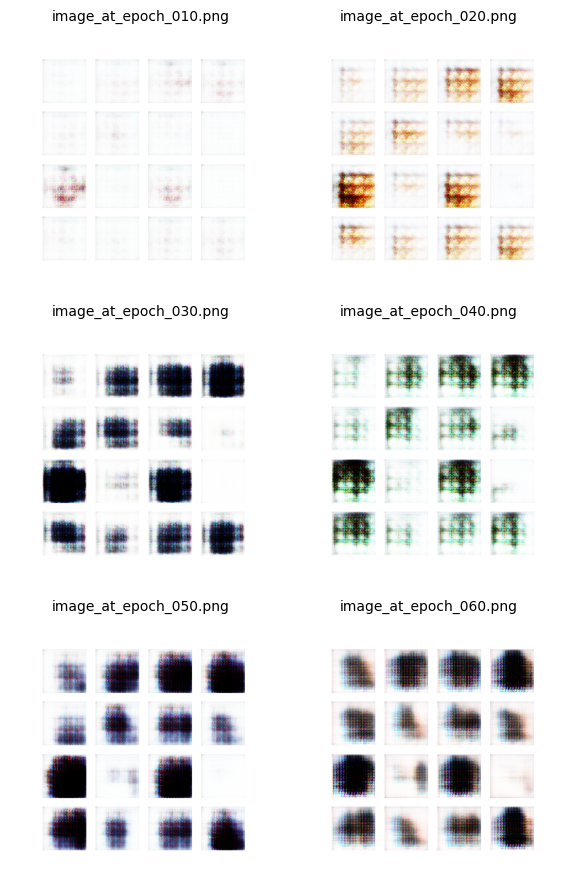 image_at_epoch_010.png
image_at_epoch_020.png
image_at_epoch_030.png
image_at_epoch_040.png
image_at_epoch_050.png
image_at_epoch_060.png